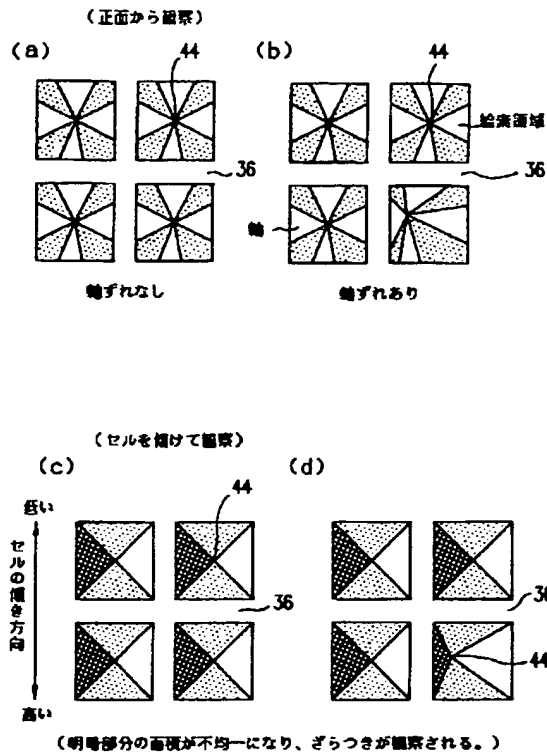 (正面から観察)
(a)
44
36
軸ずれなし
(b)
44
絵素領域
36
軸
軸ずれあり
(セルを傾けて観察)
(c)
44
低い
セルの傾き方向
高い
36
(d)
36
44
(明暗部分の面積が不均一になり、ざらつきが観察される。)